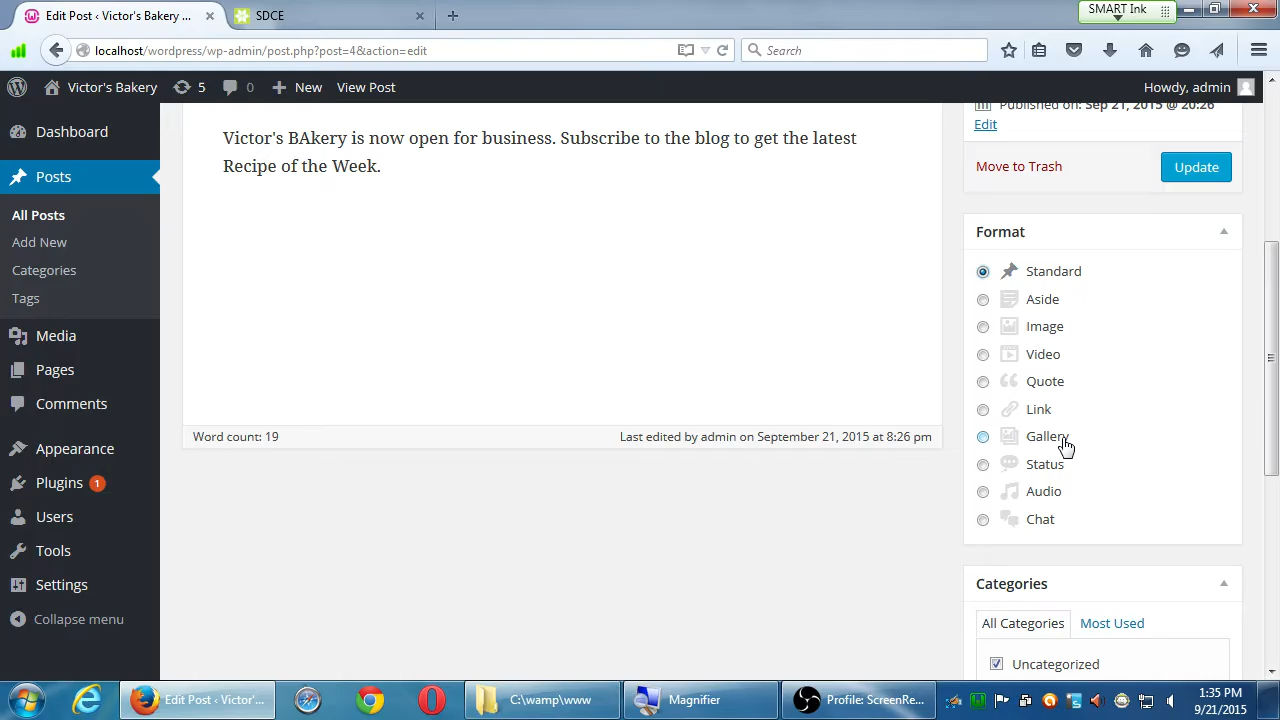 Edit Post ‹ Victor's Bakery ...
SDCE
SMART Ink
localhost/wordpress/wp-admin/post.php?post=4&action=edit
Search
Victor's Bakery
5
0
New
View Post
Howdy, admin
Dashboard
Posts
All Posts
Add New
Categories
Tags
Media
Pages
Comments
Appearance
Plugins 1
Users
Tools
Settings
Collapse menu
Victor's BAkery is now open for business. Subscribe to the blog to get the latest
Recipe of the Week.
Word count: 19
Last edited by admin on September 21, 2015 at 8:26 pm
Published on: Sep 21, 2015 @ 20:26
Edit
Move to Trash
Update
Format
Standard
Aside
Image
Video
Quote
Link
Gallery
Status
Audio
Chat
Categories
All Categories
Most Used
Uncategorized
Edit Post ‹ Victor'...
C:\wamp\www
Magnifier
Profile: ScreenRe...
1:35 PM
9/21/2015